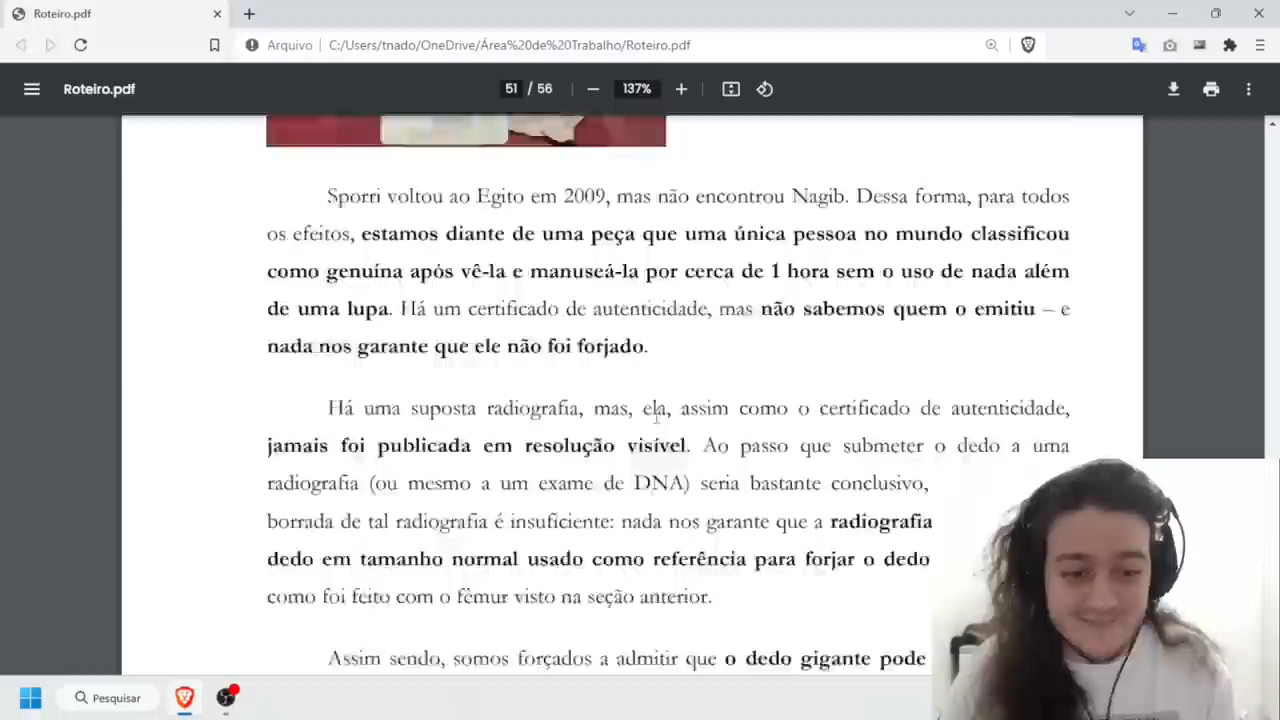 Roteiro.pdf
Arquivo C:/Users/tnado/OneDrive/Área%20de%20Trabalho/Roteiro.pdf
Roteiro.pdf 51 / 56 137%
Sporri voltou ao Egito em 2009, mas não encontrou Nagib. Dessa forma, para todos
os efeitos, estamos diante de uma peça que uma única pessoa no mundo classificou
como genuína após vê-la e manuseá-la por cerca de 1 hora sem o uso de nada além
de uma lupa. Há um certificado de autenticidade, mas não sabemos quem o emitiu – e
nada nos garante que ele não foi forjado.
Há uma suposta radiografia, mas, ela, assim como o certificado de autenticidade,
jamais foi publicada em resolução visível. Ao passo que submeter o dedo a uma
radiografia (ou mesmo a um exame de DNA) seria bastante conclusivo,
borrada de tal radiografia é insuficiente: nada nos garante que a radiografia
dedo em tamanho normal usado como referência para forjar o dedo
como foi feito com o fêmur visto na seção anterior.
Assim sendo, somos forçados a admitir que o dedo gigante pode
Pesquisar